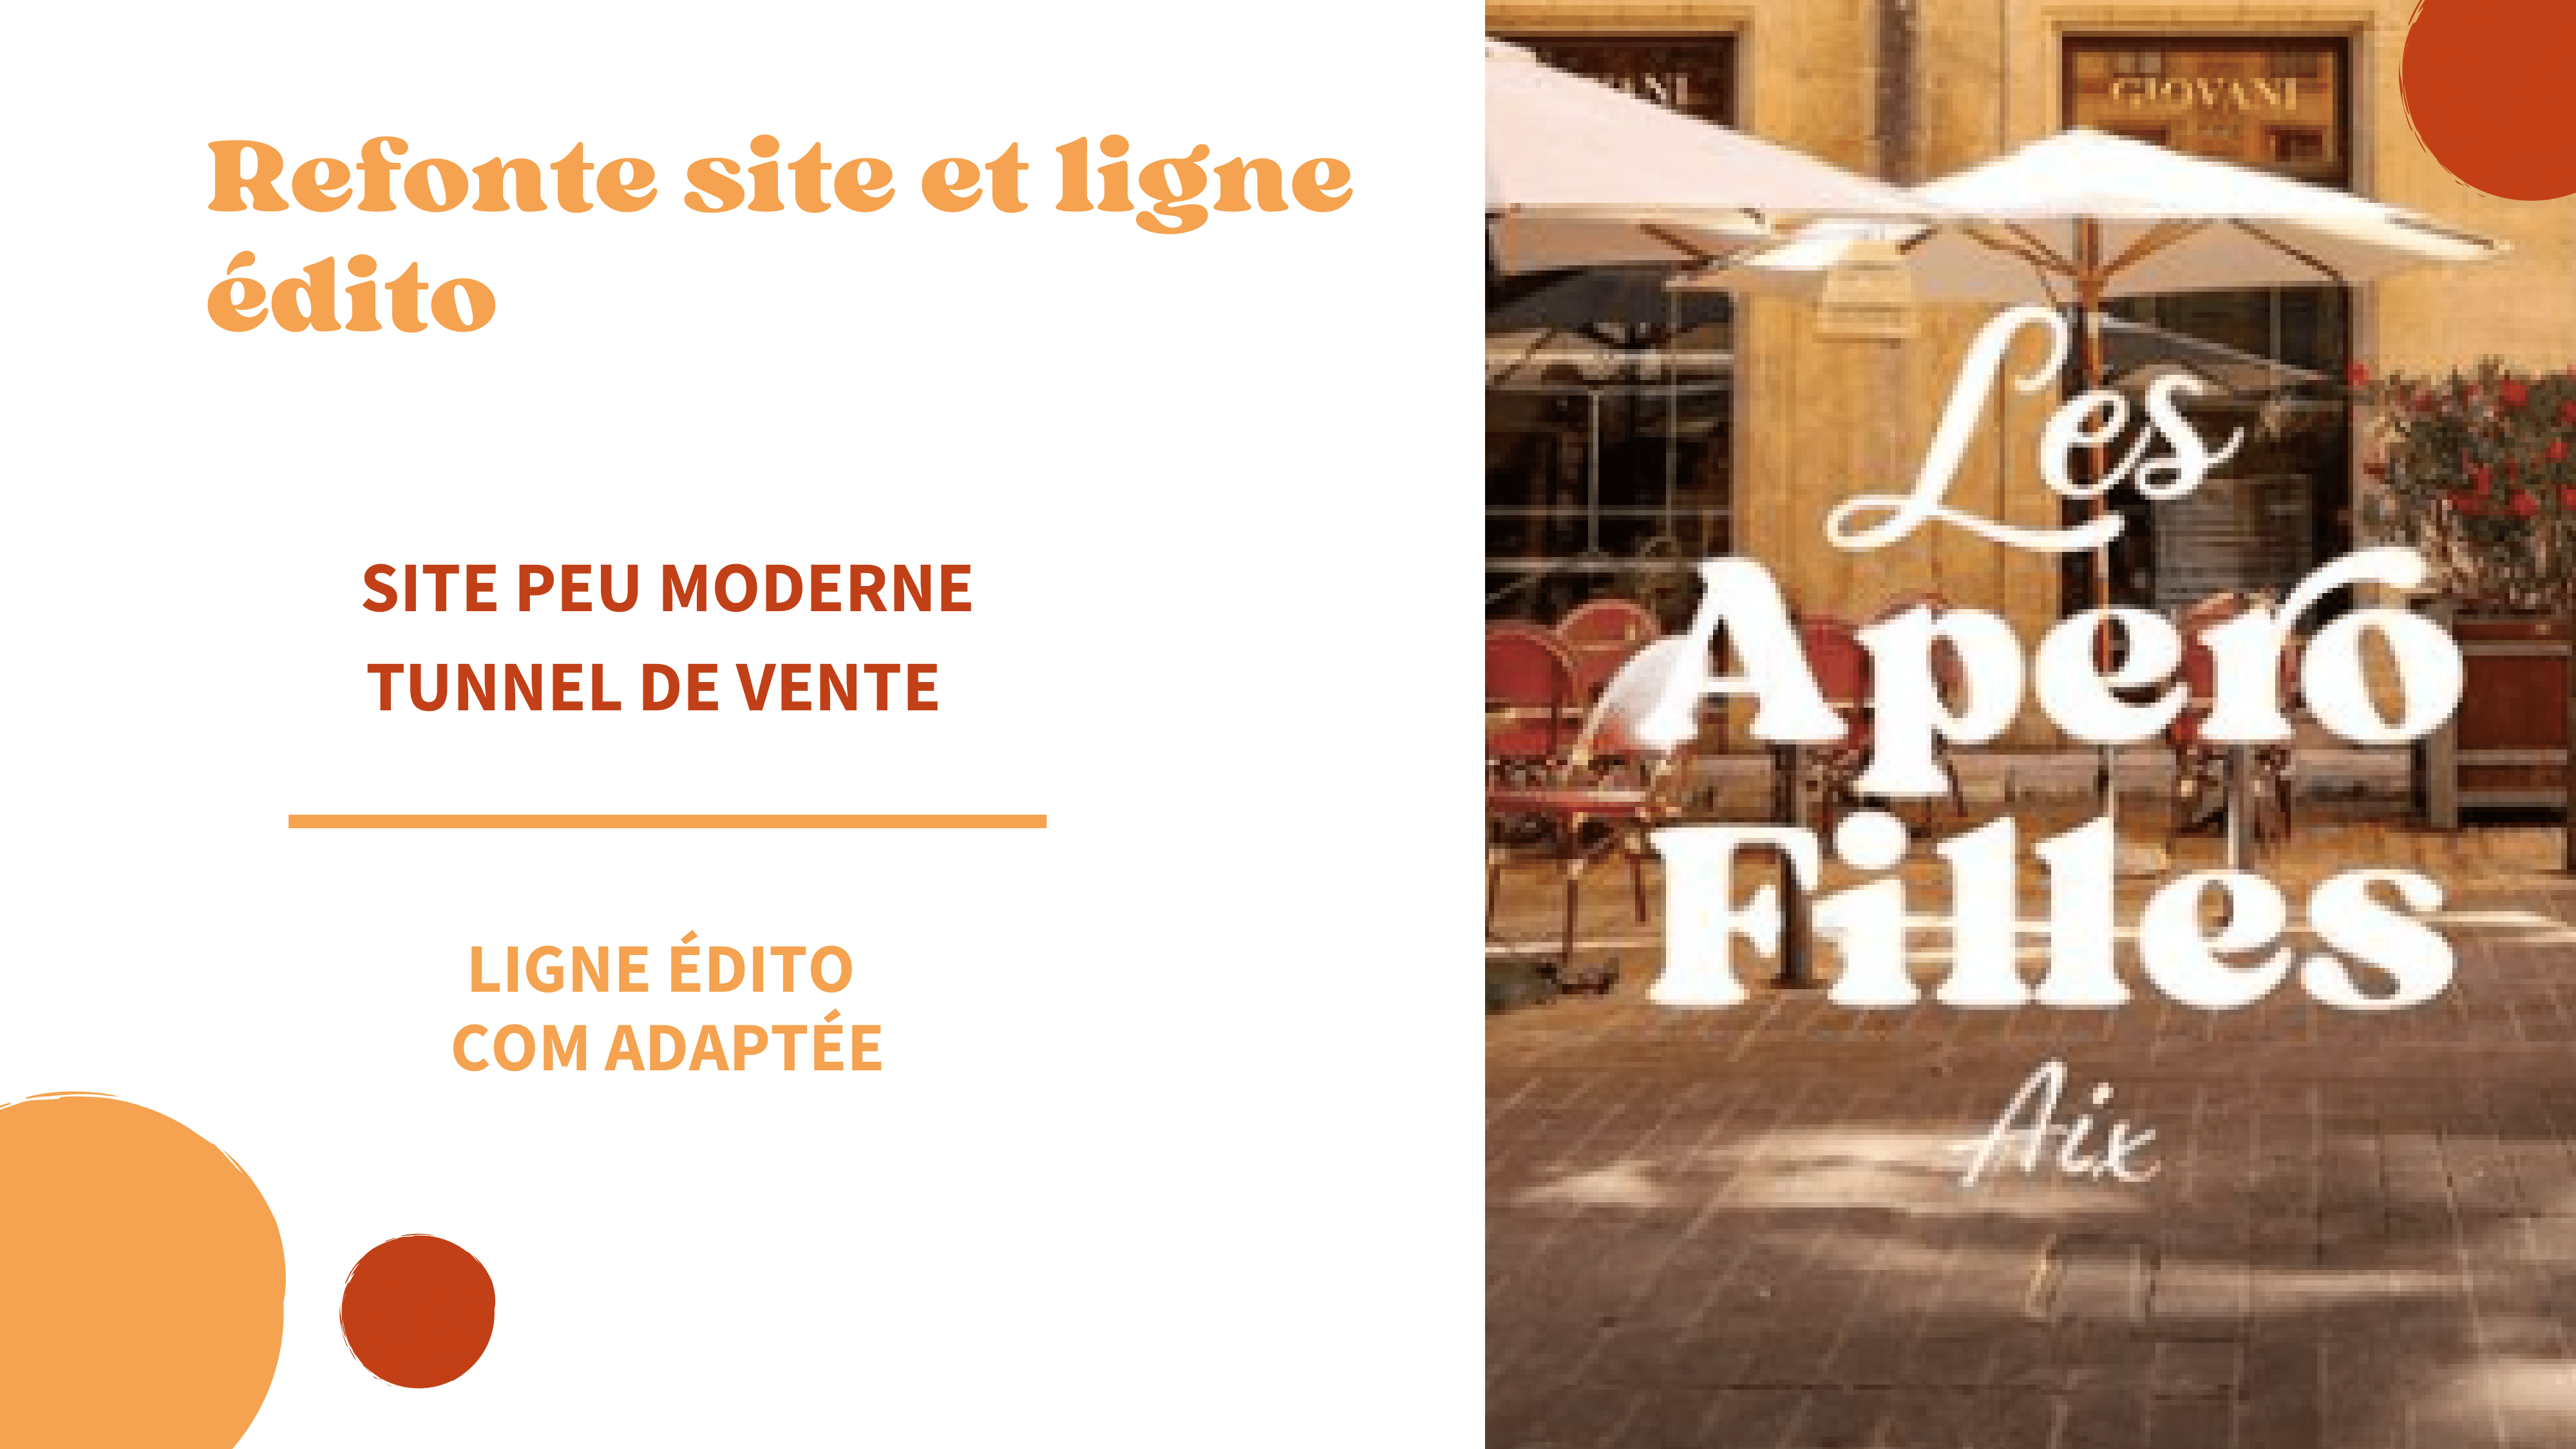 Refonte site et ligne
édito
SITE PEU MODERNE
TUNNEL DE VENTE
LIGNE ÉDITO
COM ADAPTÉE
GIOVANI
Les
Apéro
Filles
Aix